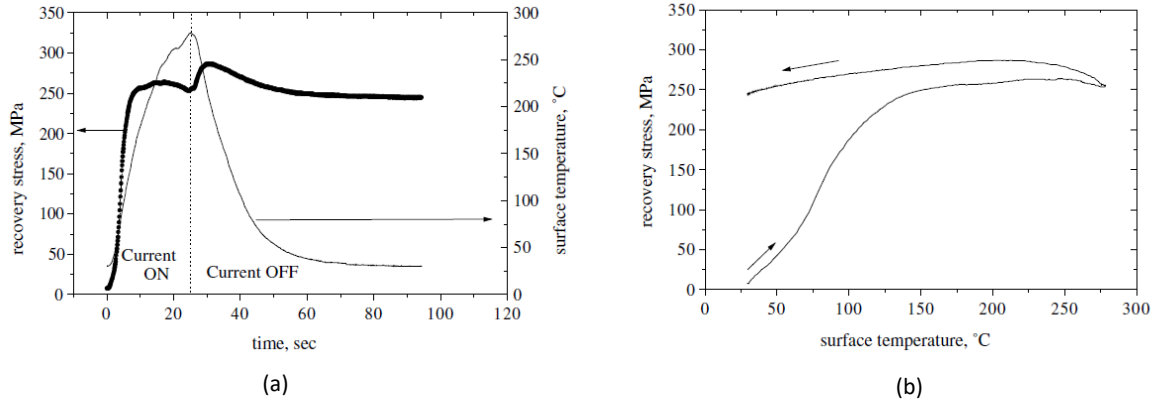 350
300
250
200
150
100
50
0
recovery stress, MPa
300
250
200
150
100
50
0
surface temperature, ˚C
Current
ON
Current OFF
0 20 40 60 80 100 120
time, sec
(a)
350
300
250
200
150
100
50
0
recovery stress, MPa
0 50 100 150 200 250 300
surface temperature, ˚C
(b)